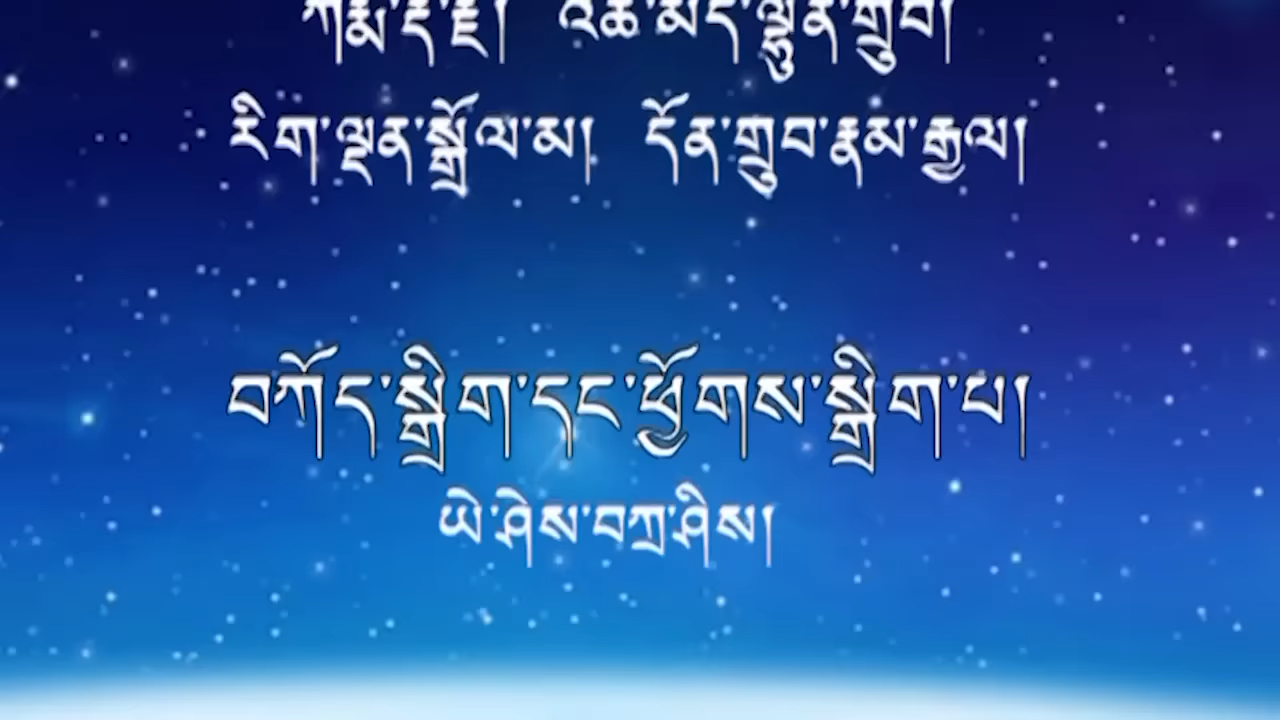 ཀརྨ་རྡོ་རྗེ།  འཆི་མེད་ལྷུན་གྲུབ།
རིག་ལྡན་སྒྲོལ་མ།  དོན་གྲུབ་རྣམ་རྒྱལ།
བཀོད་སྒྲིག་དང་ཕྱོགས་སྒྲིག་པ།
ཡེ་ཤེས་བཀྲ་ཤིས།